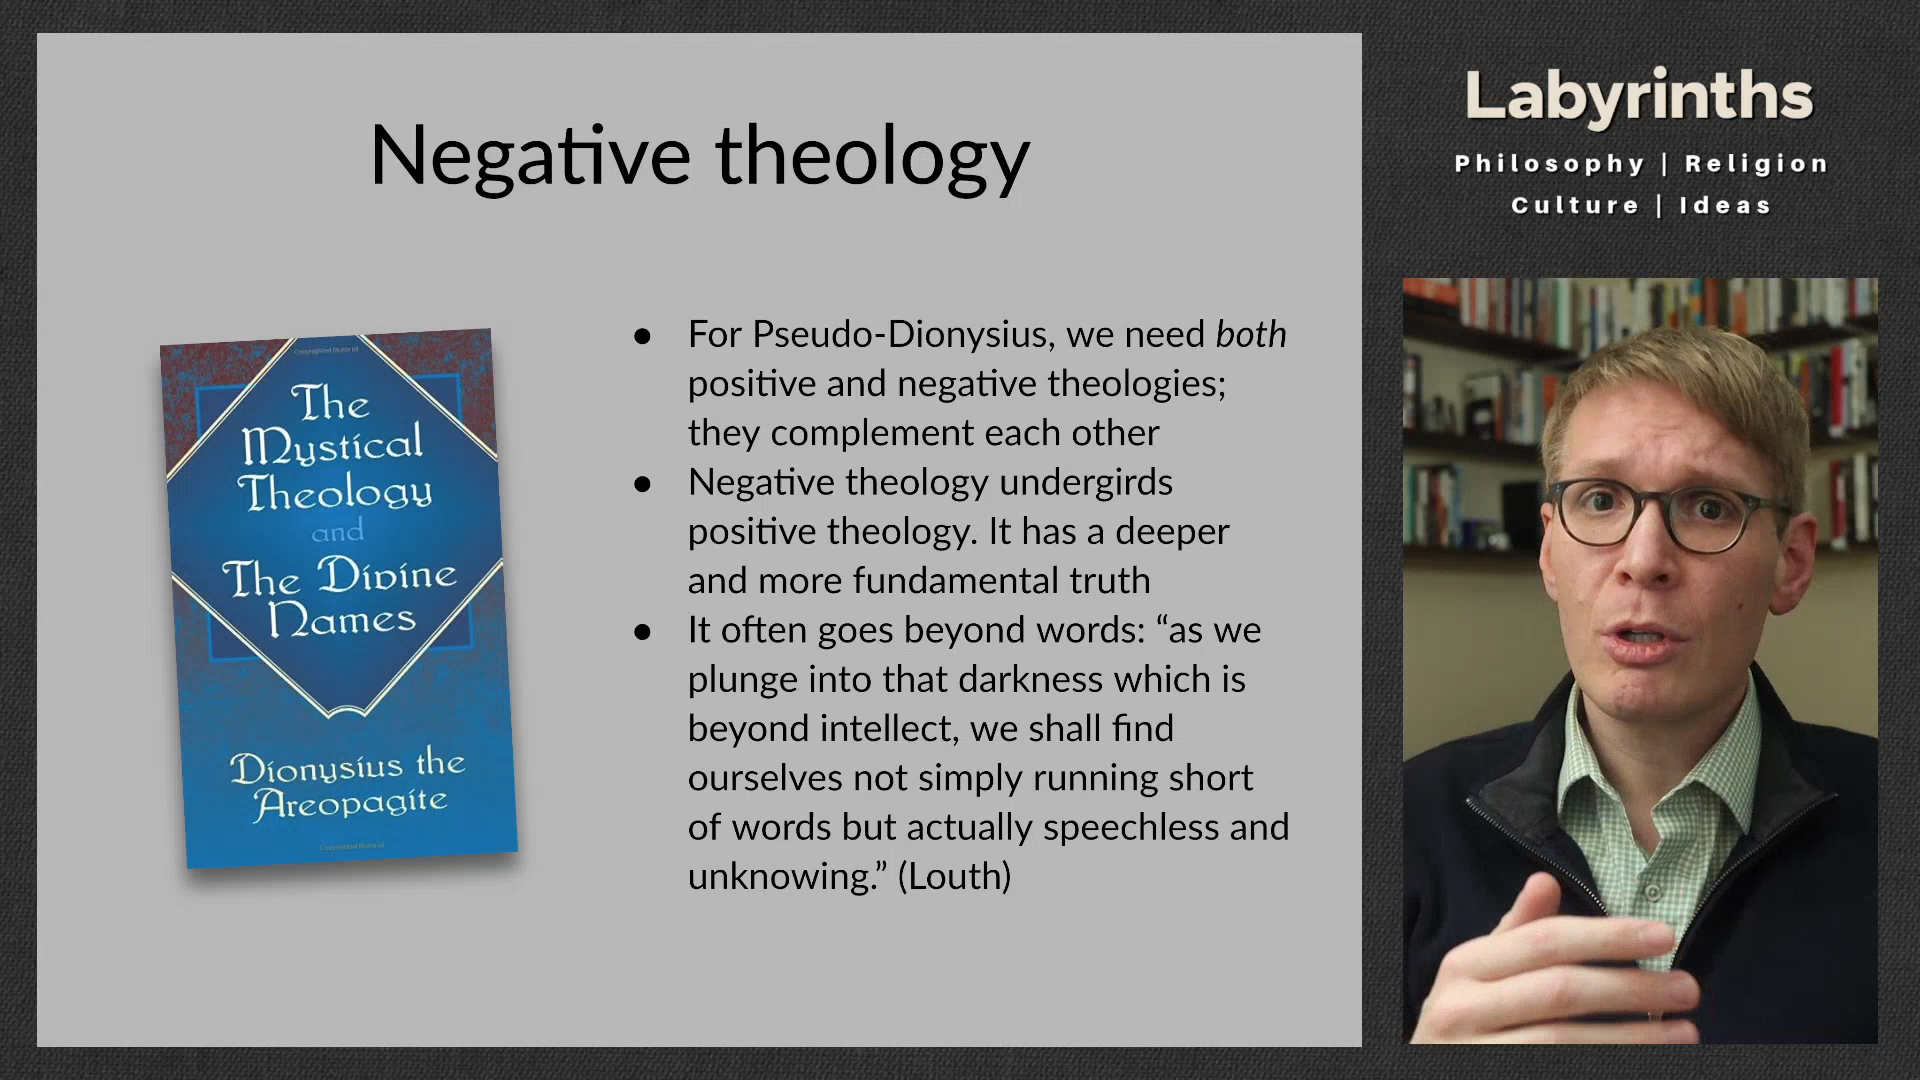 Negative theology
The
Mystical
Theology
and
The Divine
Names
Dionysius the
Areopagite
● For Pseudo-Dionysius, we need both
positive and negative theologies;
they complement each other
● Negative theology undergirds
positive theology. It has a deeper
and more fundamental truth
● It often goes beyond words: “as we
plunge into that darkness which is
beyond intellect, we shall find
ourselves not simply running short
of words but actually speechless and
unknowing.” (Louth)
Labyrinths
Philosophy | Religion
Culture | Ideas